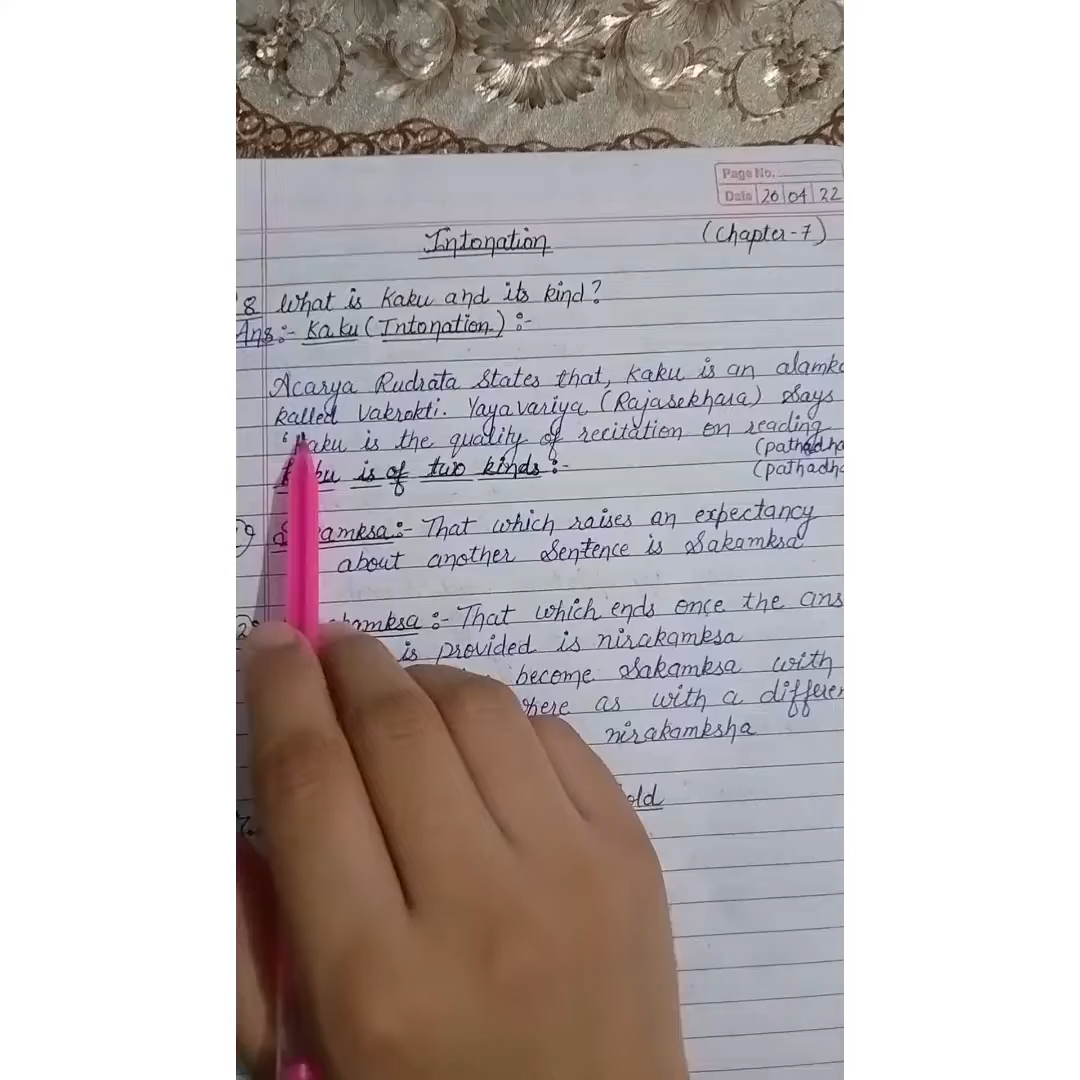 Page No.
Date 20 04 22
Intonation (Chapter-7)
8 What is Kaku and its kind?
Ans:- Kaku (Intonation) :-
Acarya Rudrata States that, Kaku is an
kalled Vakrokti. Yayavariya (Rajasekhara) Says
'Kaku is the quality of recitation on reading
is of two kinds:-
That which raises an expectancy
about another Sentence is Sakamksa
That which ends once the
is provided is nirakamksa
become Sakamksa with
as with a
nirakamksha